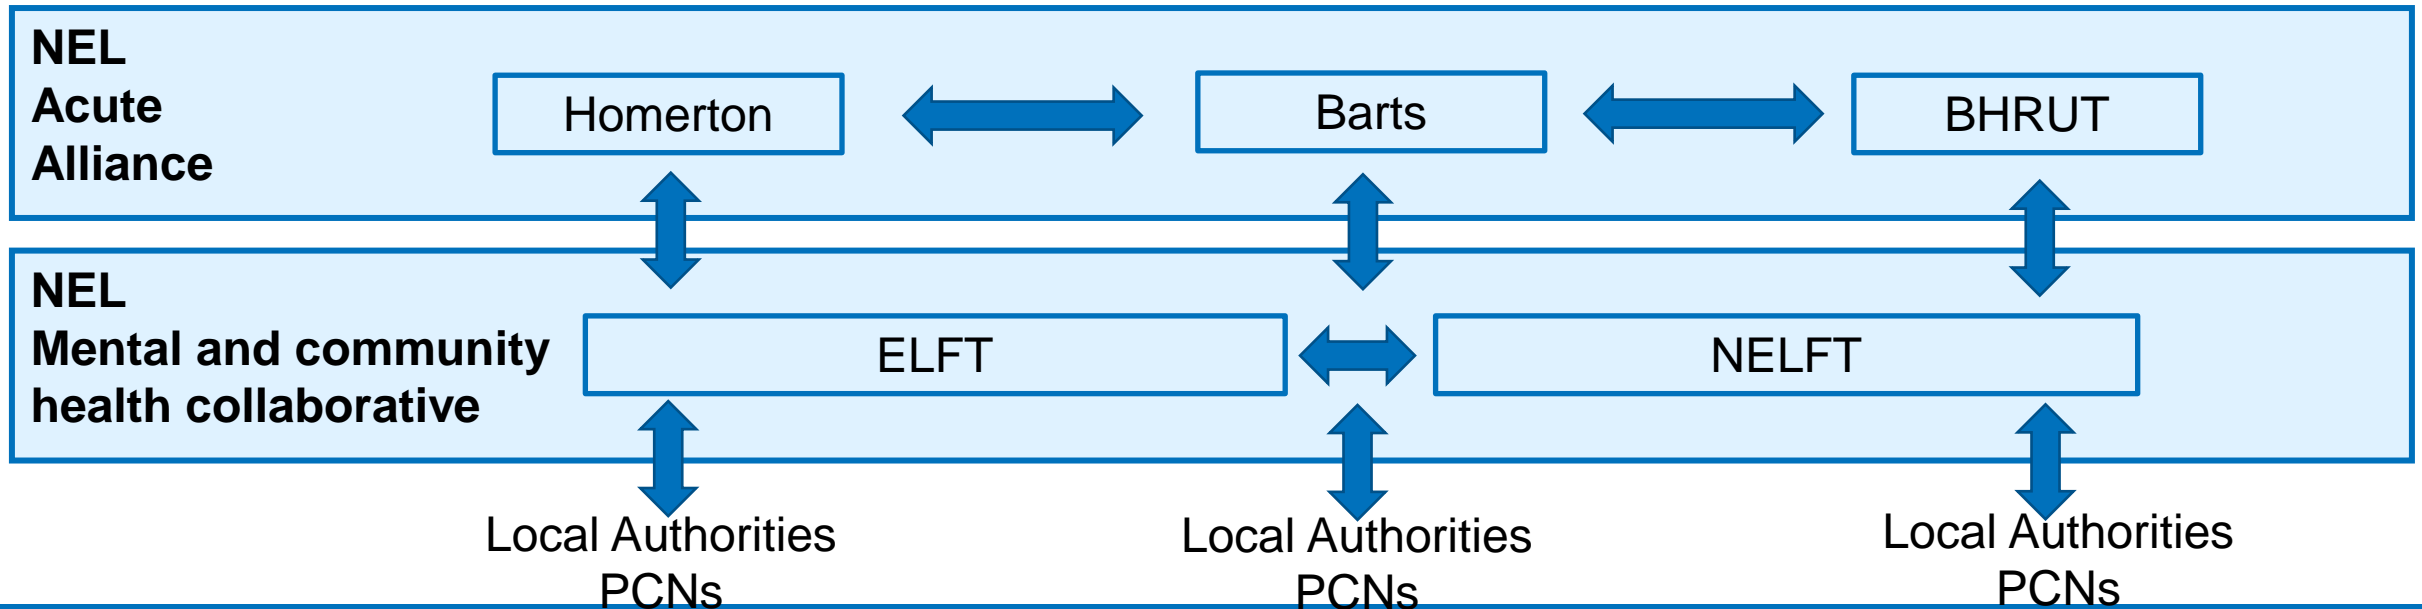 NEL
Acute
Alliance
Homerton
Barts
BHRUT
NEL
Mental and community
health collaborative
ELFT
NELFT
Local Authorities
PCNs
Local Authorities
PCNs
Local Authorities
PCNs